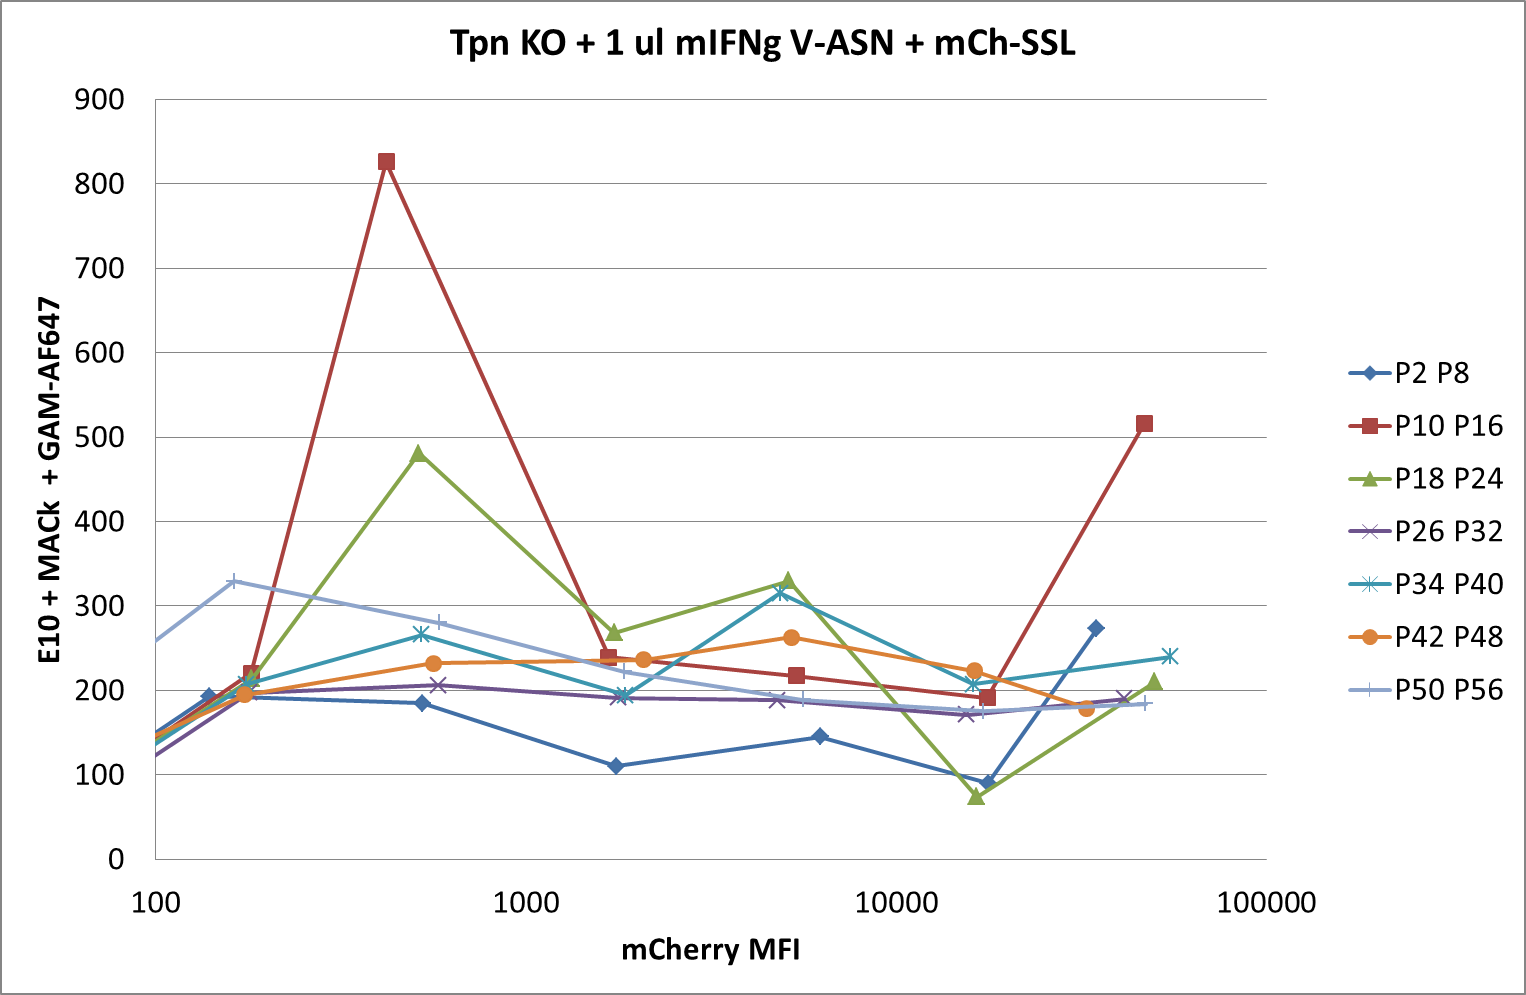 Tpn KO + 1 ul mIFNg V-ASN + mCh-SSL
E10 + MACk + GAM-AF647
900
800
700
600
500
400
300
200
100
0
100 1000 10000 100000
mCherry MFI
P2 P8
P10 P16
P18 P24
P26 P32
P34 P40
P42 P48
P50 P56